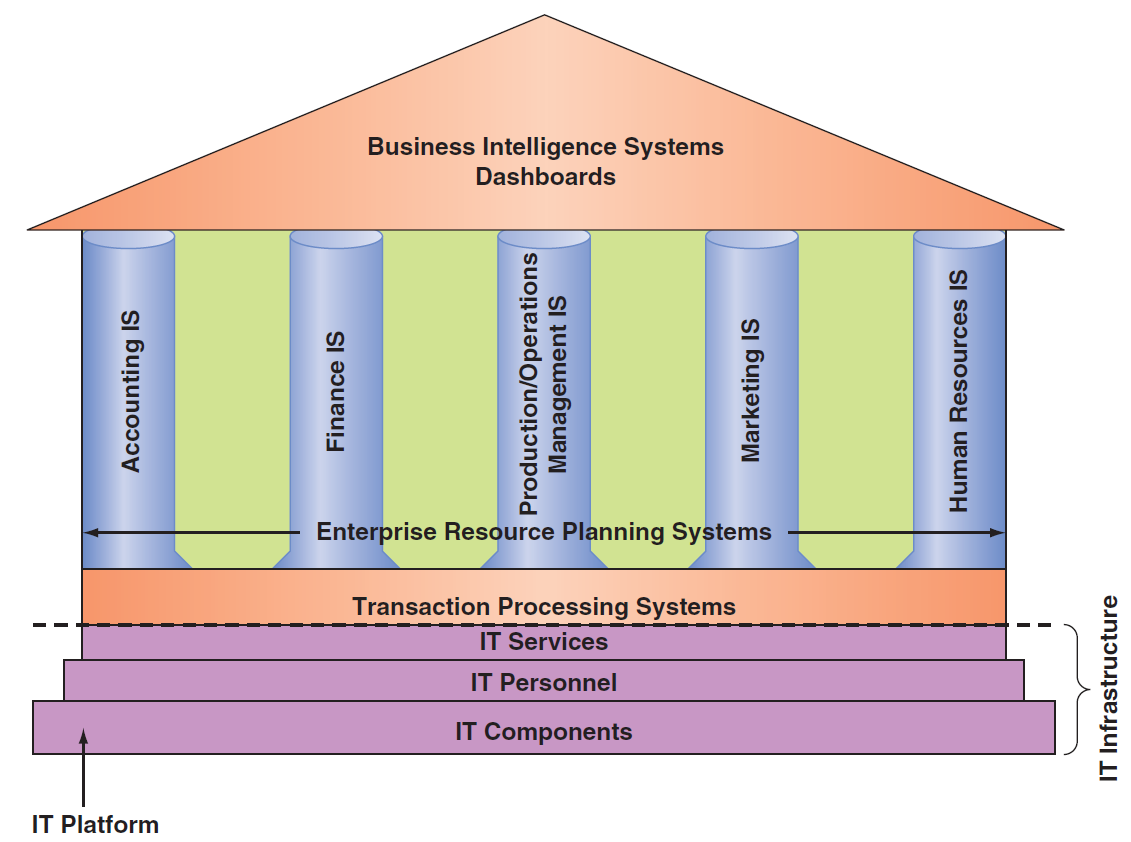 Business Intelligence Systems
Dashboards
Accounting IS
Finance IS
Production/Operations
Management IS
Marketing IS
Human Resources IS
Enterprise Resource Planning Systems
Transaction Processing Systems
IT Services
IT Personnel
IT Components
IT Infrastructure
IT Platform